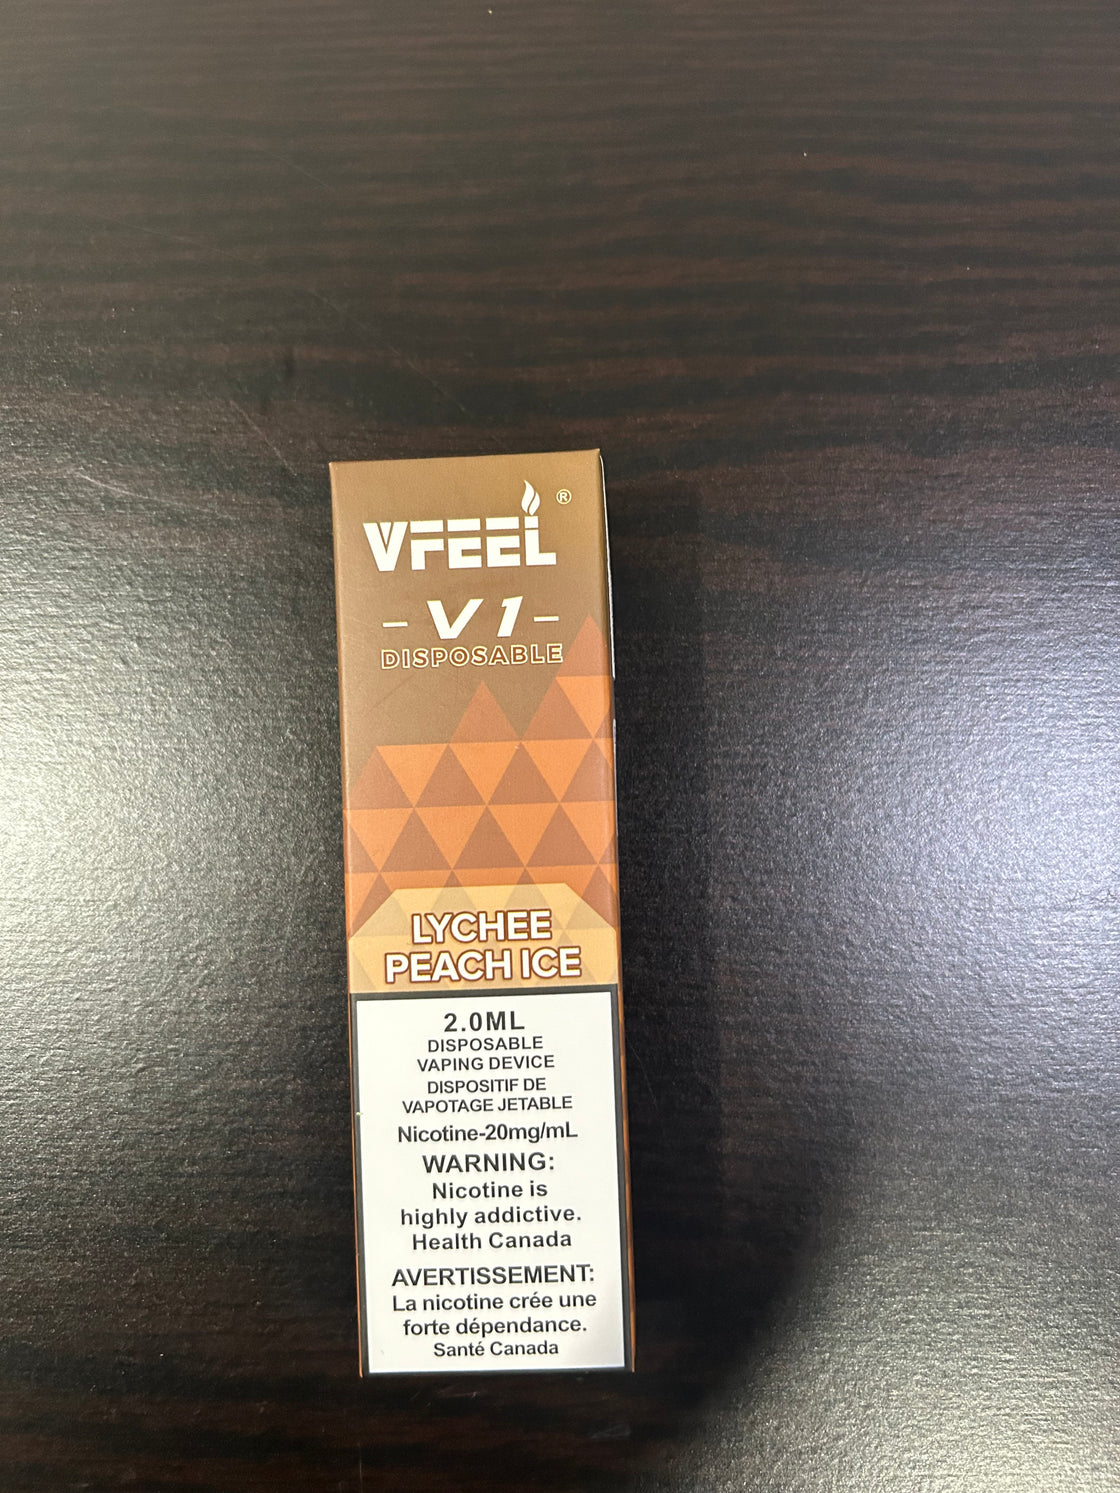 VFEEL ®
- V1 -
DISPOSABLE
LYCHEE
PEACH ICE
2.0ML
DISPOSABLE
VAPING DEVICE
DISPOSITIF DE
VAPOTAGE JETABLE
Nicotine-20mg/mL
WARNING:
Nicotine is
highly addictive.
Health Canada
AVERTISSEMENT:
La nicotine crée une
forte dépendance.
Santé Canada